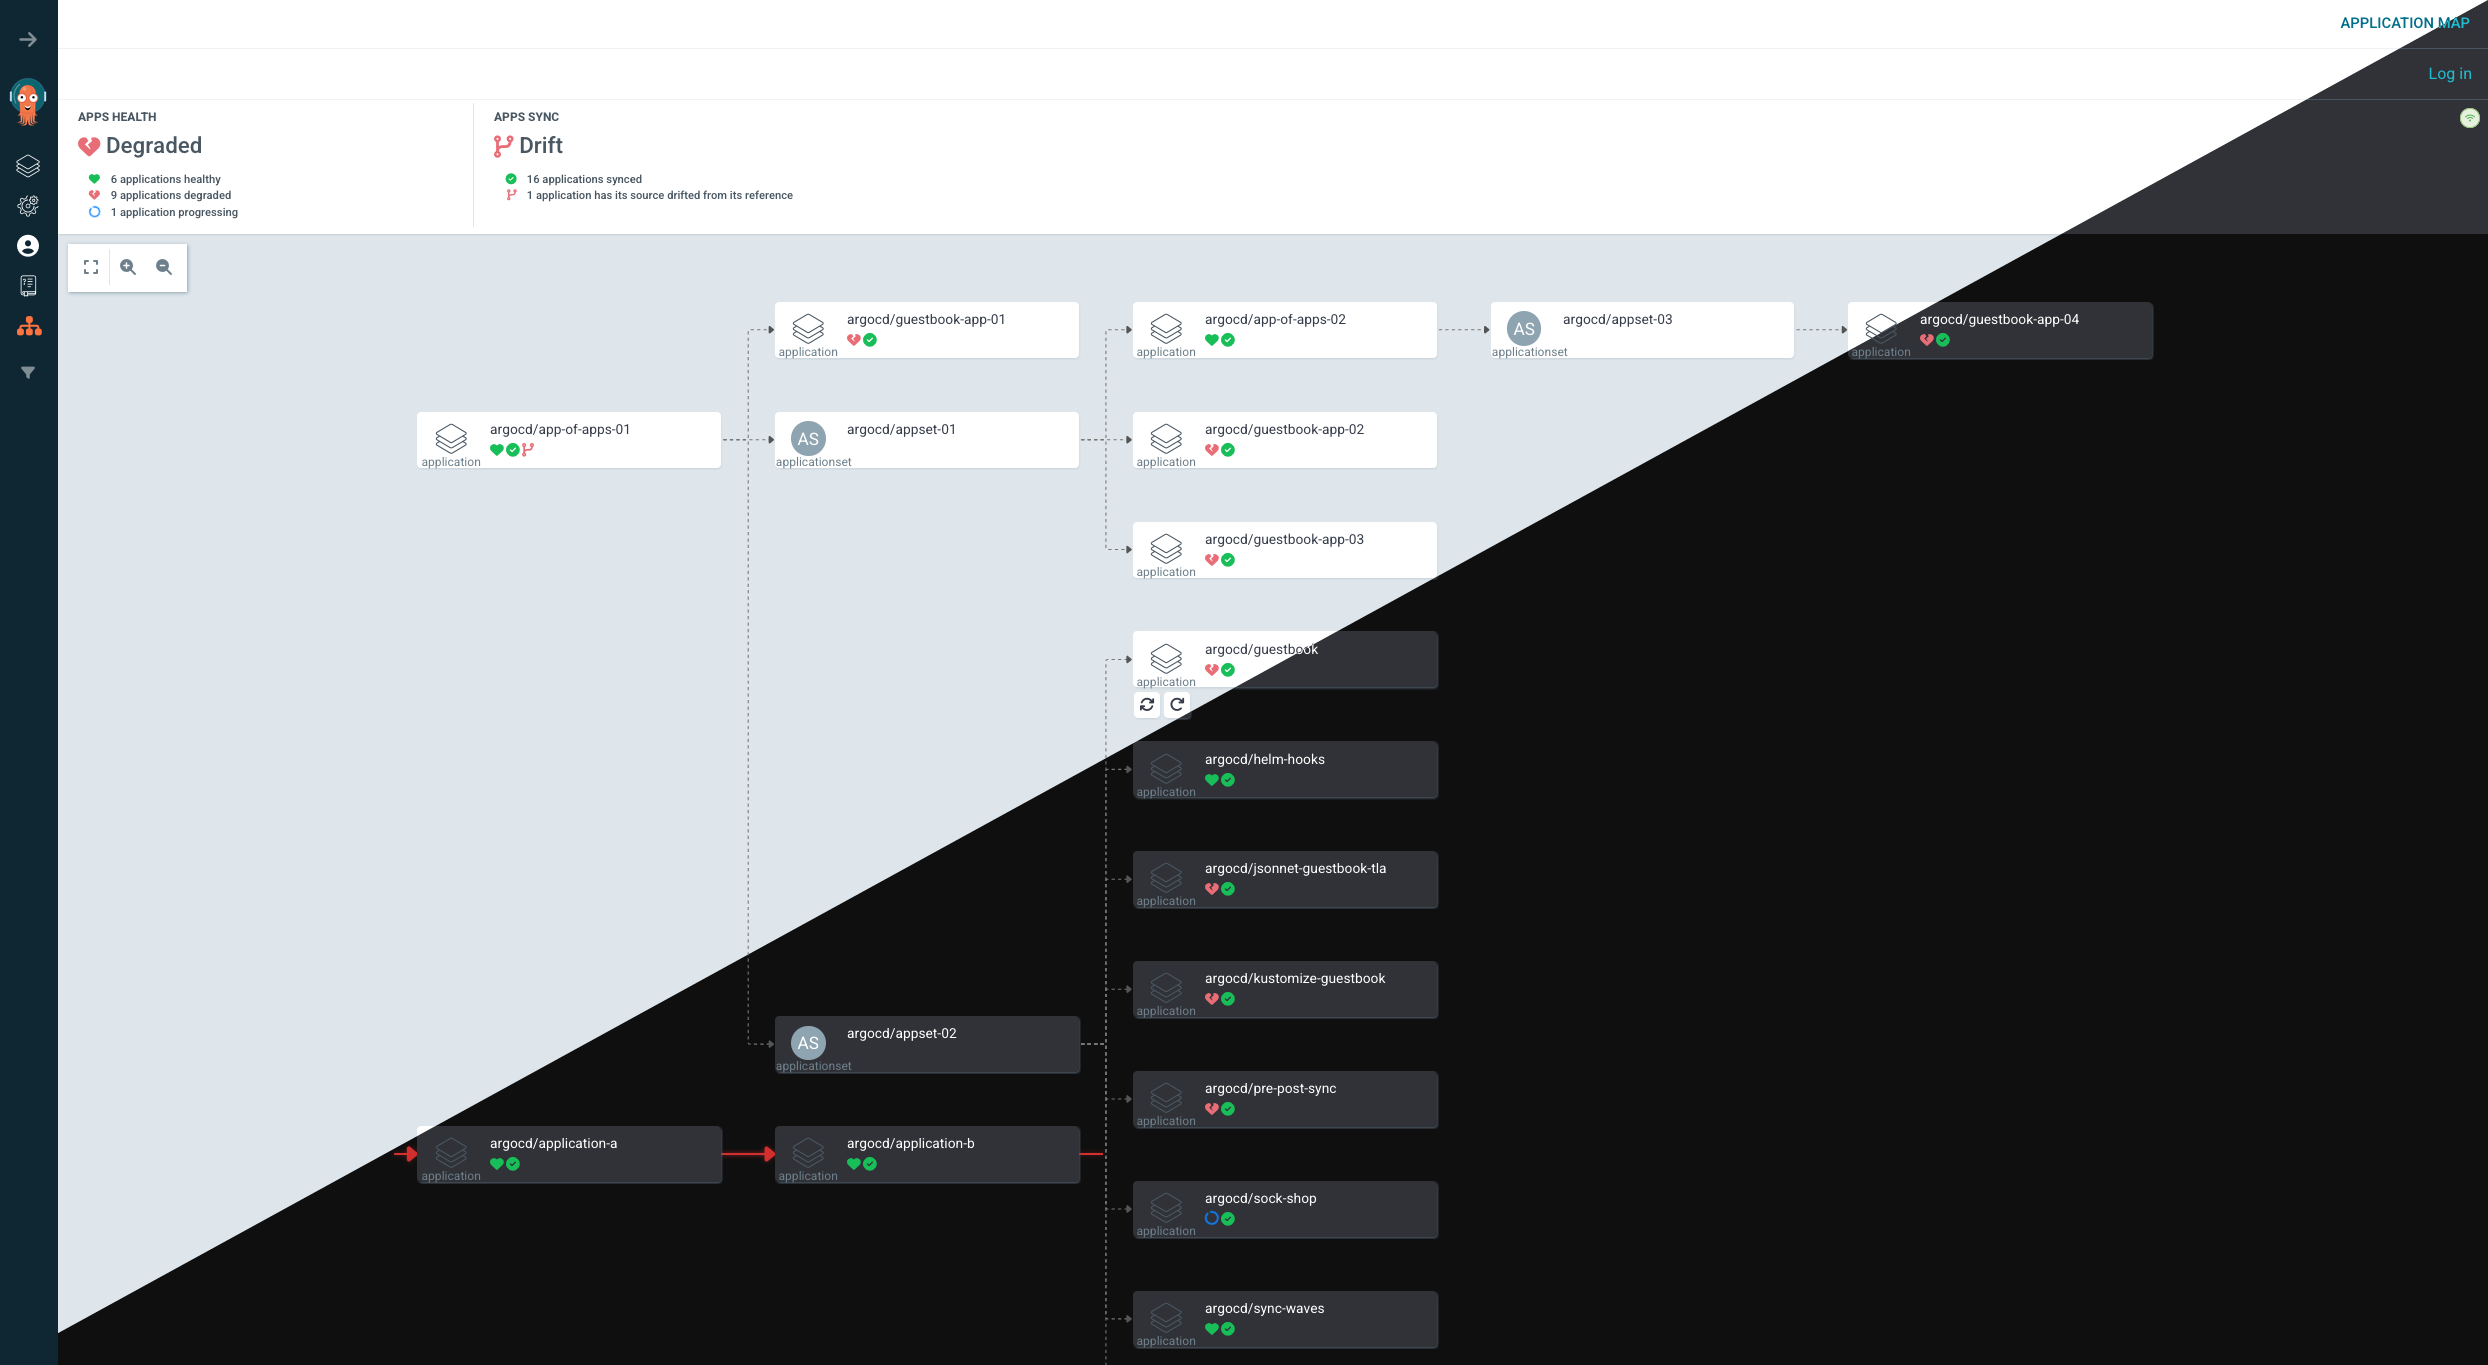 APPLICATION MAP
Log in
APPS HEALTH
Degraded
6 applications healthy
9 applications degraded
1 application progressing
APPS SYNC
Drift
16 applications synced
1 application has its source drifted from its reference
argocd/guestbook-app-01
application
argocd/app-of-apps-02
application
AS
argocd/appset-03
applicationset
argocd/guestbook-app-04
application
argocd/app-of-apps-01
application
AS
argocd/appset-01
applicationset
argocd/guestbook-app-02
application
argocd/guestbook-app-03
application
argocd/guestbook
application
argocd/helm-hooks
application
argocd/jsonnet-guestbook-tla
application
argocd/kustomize-guestbook
application
AS
argocd/appset-02
applicationset
argocd/pre-post-sync
application
argocd/application-a
application
argocd/application-b
application
argocd/sock-shop
application
argocd/sync-waves
application